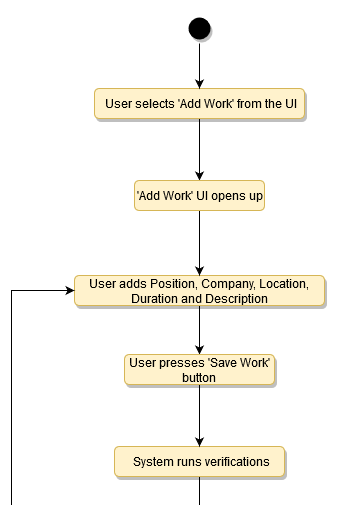 User selects 'Add Work' from the UI
'Add Work' UI opens up
User adds Position, Company, Location,
Duration and Description
User presses 'Save Work'
button
System runs verifications